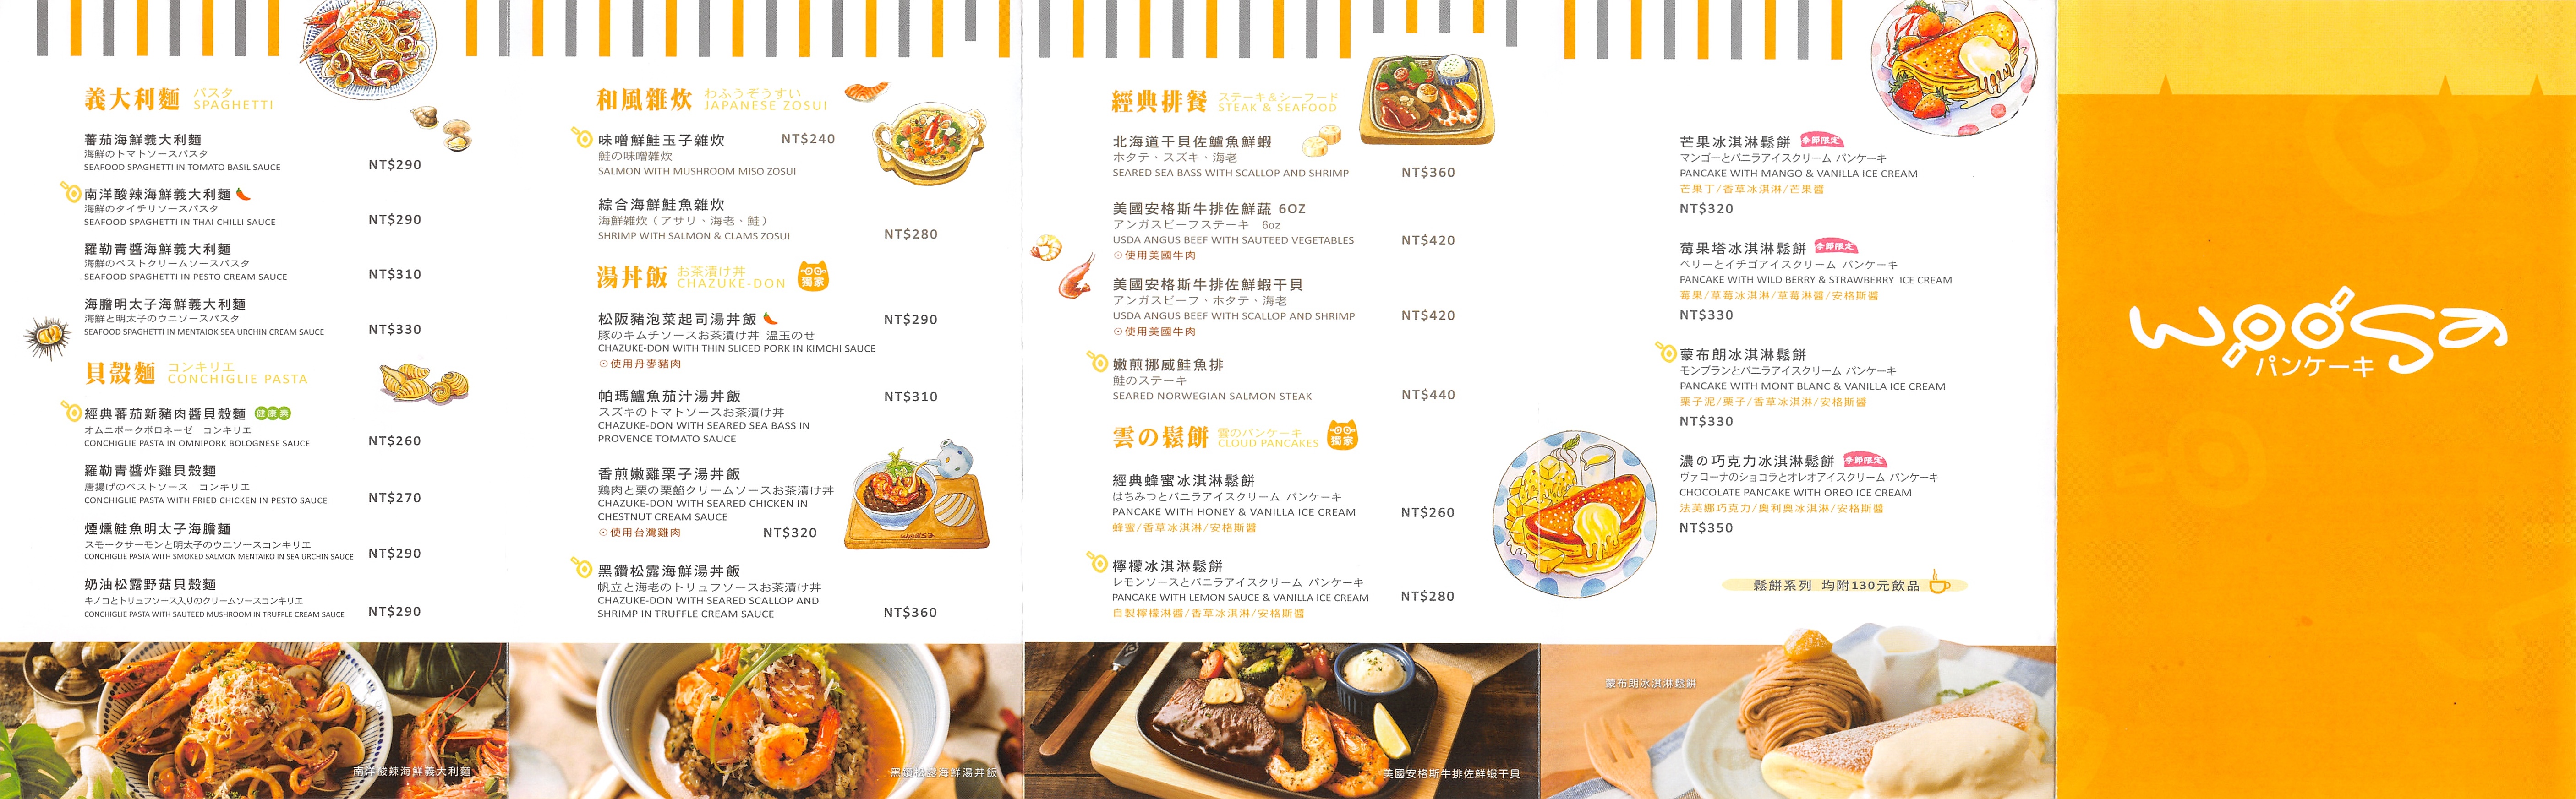 義大利麵 パスタ
SPAGHETTI
蕃茄海鮮義大利麵
海鮮のトマトソースパスタ
SEAFOOD SPAGHETTI IN TOMATO BASIL SAUCE NT$290
南洋酸辣海鮮義大利麵
海鮮のタイチリソースパスタ
SEAFOOD SPAGHETTI IN THAI CHILLI SAUCE NT$290
羅勒青醬海鮮義大利麵
海鮮のペストクリームソースパスタ
SEAFOOD SPAGHETTI IN PESTO CREAM SAUCE NT$310
海膽明太子海鮮義大利麵
海鮮と明太子のウニソースパスタ
SEAFOOD SPAGHETTI IN MENTAIOK SEA URCHIN CREAM SAUCE NT$330
貝殼麵 コンキリエ
CONCHIGLIE PASTA
經典蕃茄新豬肉醬貝殼麵 健康素
オムニポークボロネーゼ コンキリエ
CONCHIGLIE PASTA IN OMNIPORK BOLOGNESE SAUCE NT$260
羅勒青醬炸雞貝殼麵
唐揚げのペストソース コンキリエ
CONCHIGLIE PASTA WITH FRIED CHICKEN IN PESTO SAUCE NT$270
煙燻鮭魚明太子海膽麵
スモークサーモンと明太子のウニソースコンキリエ
CONCHIGLIE PASTA WITH SMOKED SALMON MENTAIKO IN SEA URCHIN SAUCE NT$290
奶油松露野菇貝殼麵
キノコとトリュフソース入りのクリームソースコンキリエ
CONCHIGLIE PASTA WITH SAUTEED MUSHROOM IN TRUFFLE CREAM SAUCE NT$290
南洋酸辣海鮮義大利麵
和風雜炊 わふうぞうすい
JAPANESE ZOSUI
味噌鮮鮭玉子雜炊 NT$240
鮭の味噌雑炊
SALMON WITH MUSHROOM MISO ZOSUI
綜合海鮮鮭魚雜炊
海鮮雑炊（アサリ、海老、鮭）
SHRIMP WITH SALMON & CLAMS ZOSUI NT$280
湯丼飯 お茶漬け丼
CHAZUKE-DON 獨家
松阪豬泡菜起司湯丼飯 NT$290
豚のキムチソースお茶漬け丼 温玉のせ
CHAZUKE-DON WITH THIN SLICED PORK IN KIMCHI SAUCE
⊙使用丹麥豬肉
帕瑪鱸魚茄汁湯丼飯 NT$310
スズキのトマトソースお茶漬け丼
CHAZUKE-DON WITH SEARED SEA BASS IN
PROVENCE TOMATO SAUCE
香煎嫩雞栗子湯丼飯
鶏肉と栗の栗餡クリームソースお茶漬け丼
CHAZUKE-DON WITH SEARED CHICKEN IN
CHESTNUT CREAM SAUCE
⊙使用台灣雞肉 NT$320
woosa
黑鑽松露海鮮湯丼飯
帆立と海老のトリュフソースお茶漬け丼
CHAZUKE-DON WITH SEARED SCALLOP AND
SHRIMP IN TRUFFLE CREAM SAUCE NT$360
黑鑽松露海鮮湯丼飯
經典排餐 ステーキ＆シーフード
STEAK & SEAFOOD
北海道干貝佐鱸魚鮮蝦
ホタテ、スズキ、海老
SEARED SEA BASS WITH SCALLOP AND SHRIMP NT$360
美國安格斯牛排佐鮮蔬 6OZ
アンガスビーフステーキ 6oz
USDA ANGUS BEEF WITH SAUTEED VEGETABLES NT$420
⊙使用美國牛肉
美國安格斯牛排佐鮮蝦干貝
アンガスビーフ、ホタテ、海老
USDA ANGUS BEEF WITH SCALLOP AND SHRIMP NT$420
⊙使用美國牛肉
嫩煎挪威鮭魚排
鮭のステーキ
SEARED NORWEGIAN SALMON STEAK NT$440
雲の鬆餅 雲のパンケーキ
CLOUD PANCAKES 獨家
經典蜂蜜冰淇淋鬆餅
はちみつとバニラアイスクリーム パンケーキ
PANCAKE WITH HONEY & VANILLA ICE CREAM NT$260
蜂蜜/香草冰淇淋/安格斯醬
檸檬冰淇淋鬆餅
レモンソースとバニラアイスクリーム パンケーキ
PANCAKE WITH LEMON SAUCE & VANILLA ICE CREAM NT$280
自製檸檬淋醬/香草冰淇淋/安格斯醬
美國安格斯牛排佐鮮蝦干貝
芒果冰淇淋鬆餅 季節限定
マンゴーとバニラアイスクリーム パンケーキ
PANCAKE WITH MANGO & VANILLA ICE CREAM
芒果丁/香草冰淇淋/芒果醬
NT$320
莓果塔冰淇淋鬆餅 季節限定
ベリーとイチゴアイスクリーム パンケーキ
PANCAKE WITH WILD BERRY & STRAWBERRY ICE CREAM
莓果/草莓冰淇淋/草莓淋醬/安格斯醬
NT$330
蒙布朗冰淇淋鬆餅
モンブランとバニラアイスクリーム パンケーキ
PANCAKE WITH MONT BLANC & VANILLA ICE CREAM
栗子泥/栗子/香草冰淇淋/安格斯醬
NT$330
濃の巧克力冰淇淋鬆餅 季節限定
ヴァローナのショコラとオレオアイスクリーム パンケーキ
CHOCOLATE PANCAKE WITH OREO ICE CREAM
法芙娜巧克力/奧利奧冰淇淋/安格斯醬
NT$350
鬆餅系列 均附130元飲品
蒙布朗冰淇淋鬆餅
woosa
パンケーキ